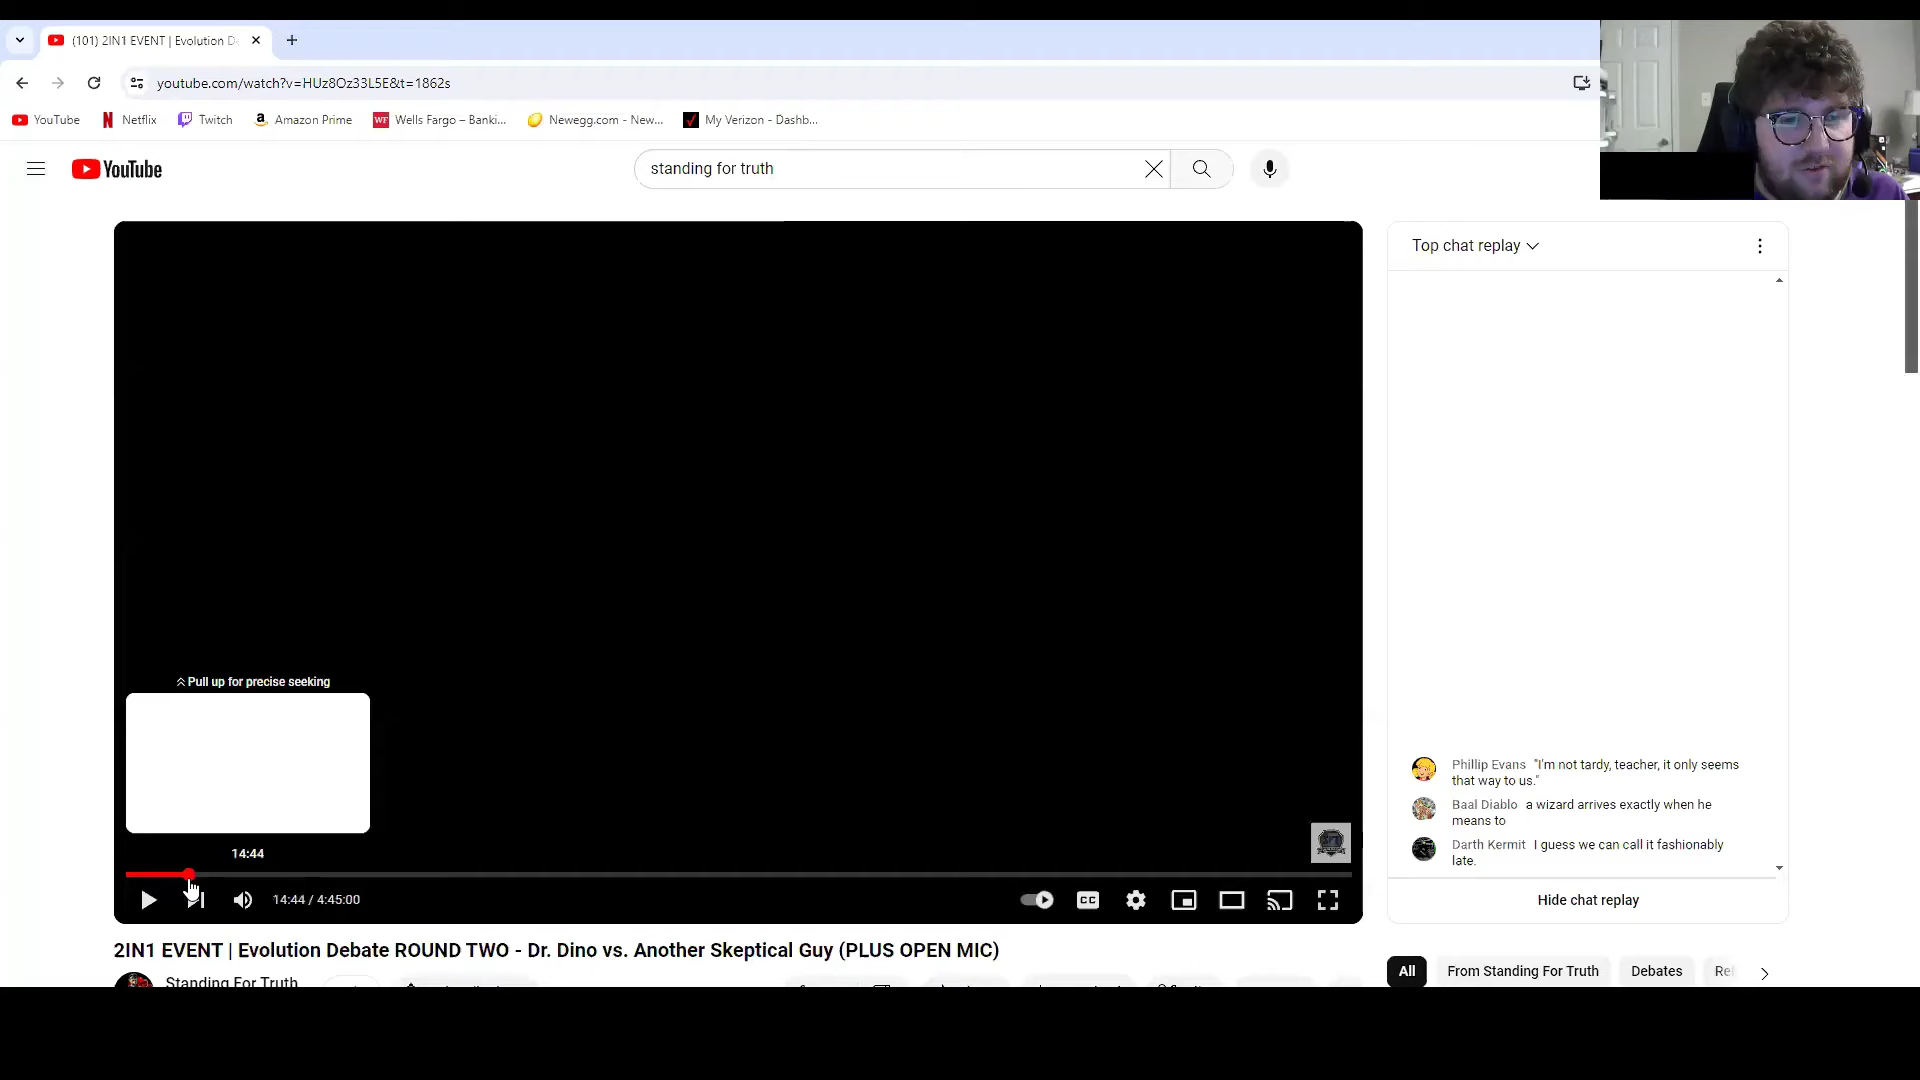 (101) 2IN1 EVENT | Evolution D
youtube.com/watch?v=HUz8Oz33L5E&t=1862s
YouTube
Netflix
Twitch
Amazon Prime
Wells Fargo – Banki...
Newegg.com - New...
My Verizon - Dashb...
YouTube
standing for truth
Top chat replay
Pull up for precise seeking
14:44
Phillip Evans "I'm not tardy, teacher, it only seems
that way to us."
Baal Diablo a wizard arrives exactly when he
means to
Darth Kermit I guess we can call it fashionably
late.
14:44 / 4:45:00
CC
Hide chat replay
2IN1 EVENT | Evolution Debate ROUND TWO - Dr. Dino vs. Another Skeptical Guy (PLUS OPEN MIC)
All
From Standing For Truth
Debates
Re
Standing For Truth